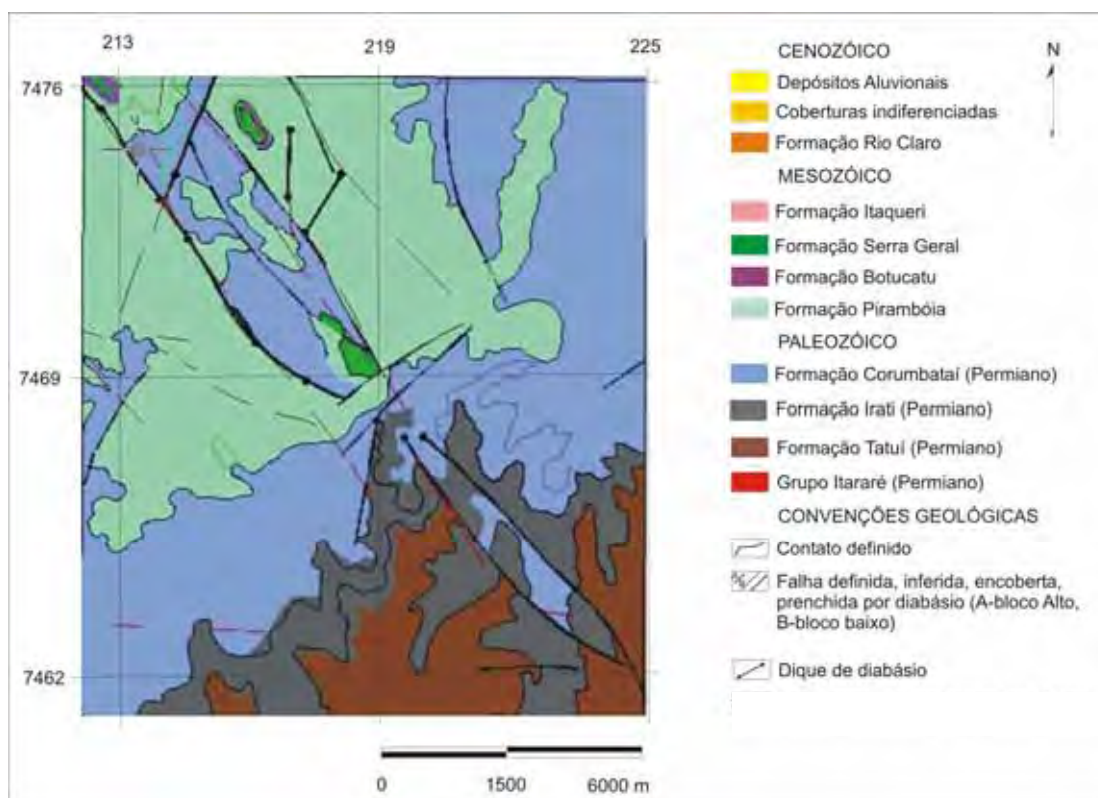 213
219
225
7476
7469
7462
0
1500
6000 m
N
CENOZÓICO
Depósitos Aluvionais
Coberturas indiferenciadas
Formação Rio Claro
MESOZÓICO
Formação Itaqueri
Formação Serra Geral
Formação Botucatu
Formação Pirambóia
PALEOZÓICO
Formação Corumbataí (Permiano)
Formação Irati (Permiano)
Formação Tatuí (Permiano)
Grupo Itararé (Permiano)
CONVENÇÕES GEOLÓGICAS
Contato definido
Falha definida, inferida, encoberta,
prenchida por diabásio (A-bloco Alto,
B-bloco baixo)
Dique de diabásio